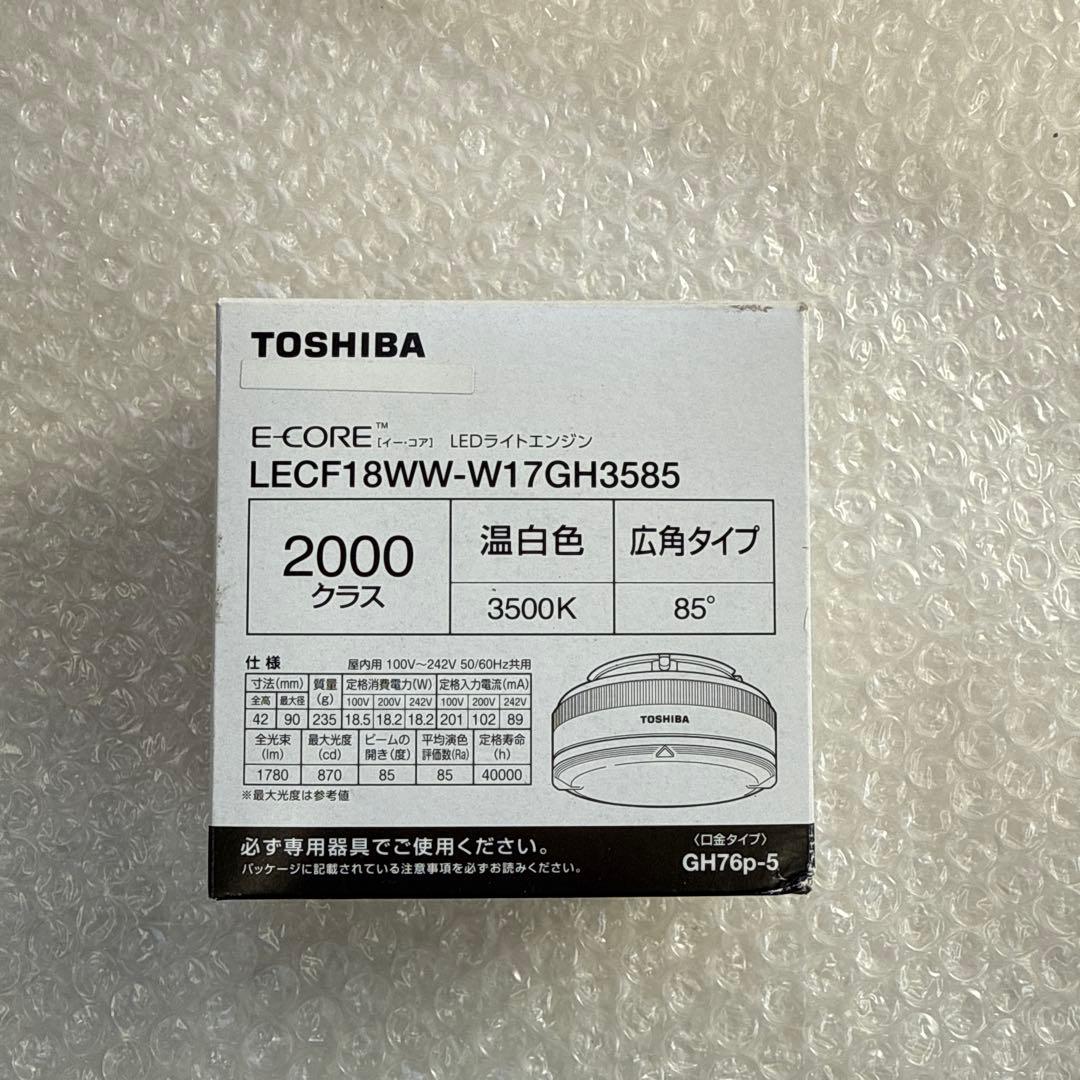 TOSHIBA
E-CORE™ [イー・コア] LEDライトエンジン
LECF18WW-W17GH3585
2000 温白色 広角タイプ
クラス 3500K 85°
仕様 屋内用 100V～242V 50/60Hz共用
寸法(mm) 質量(g) 定格消費電力(W) 定格入力電流(mA)
全高 最大径 100V 200V 242V 100V 200V 242V
42 90 235 18.5 18.2 18.2 201 102 89
全光束 最大光度 ビームの 平均演色 定格寿命
(lm) (cd) 開き(度) 評価数(Ra) (h)
1780 870 85 85 40000
※最大光度は参考値
TOSHIBA
必ず専用器具でご使用ください。
パッケージに記載されている注意事項を必ずお読みください。
〈口金タイプ〉
GH76p-5